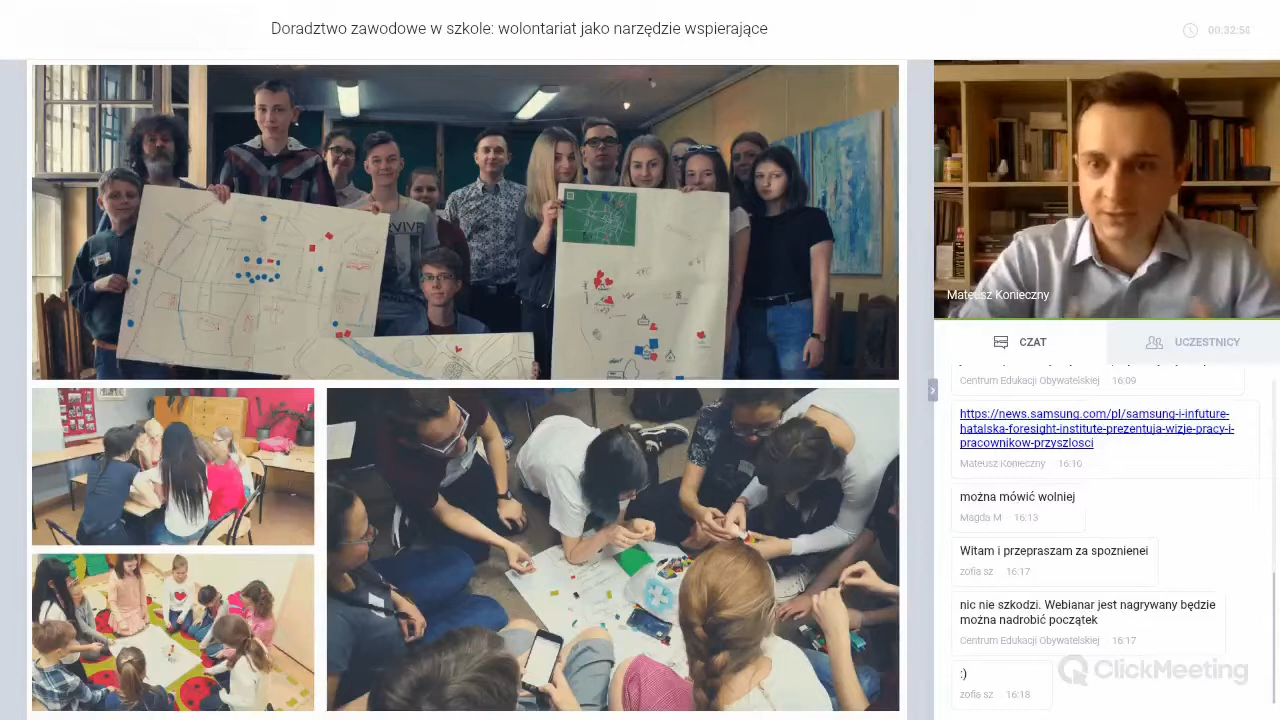 Doradztwo zawodowe w szkole: wolontariat jako narzędzie wspierające
00:32:54
Mateusz Konieczny
CZAT
UCZESTNICY
Centrum Edukacji Obywatelskiej 16:09
https://news.samsung.com/pl/samsung-i-infuture-
hatalska-foresight-institute-prezentuja-wizje-pracy-i-
pracownikow-przyszlosci
Mateusz Konieczny 16:10
można mówić wolniej
Magda M 16:13
Witam i przepraszam za spoznienei
zofia sz 16:17
nic nie szkodzi. Webianar jest nagrywany będzie
można nadrobić początek
Centrum Edukacji Obywatelskiej 16:17
:)
zofia sz 16:18
ClickMeeting